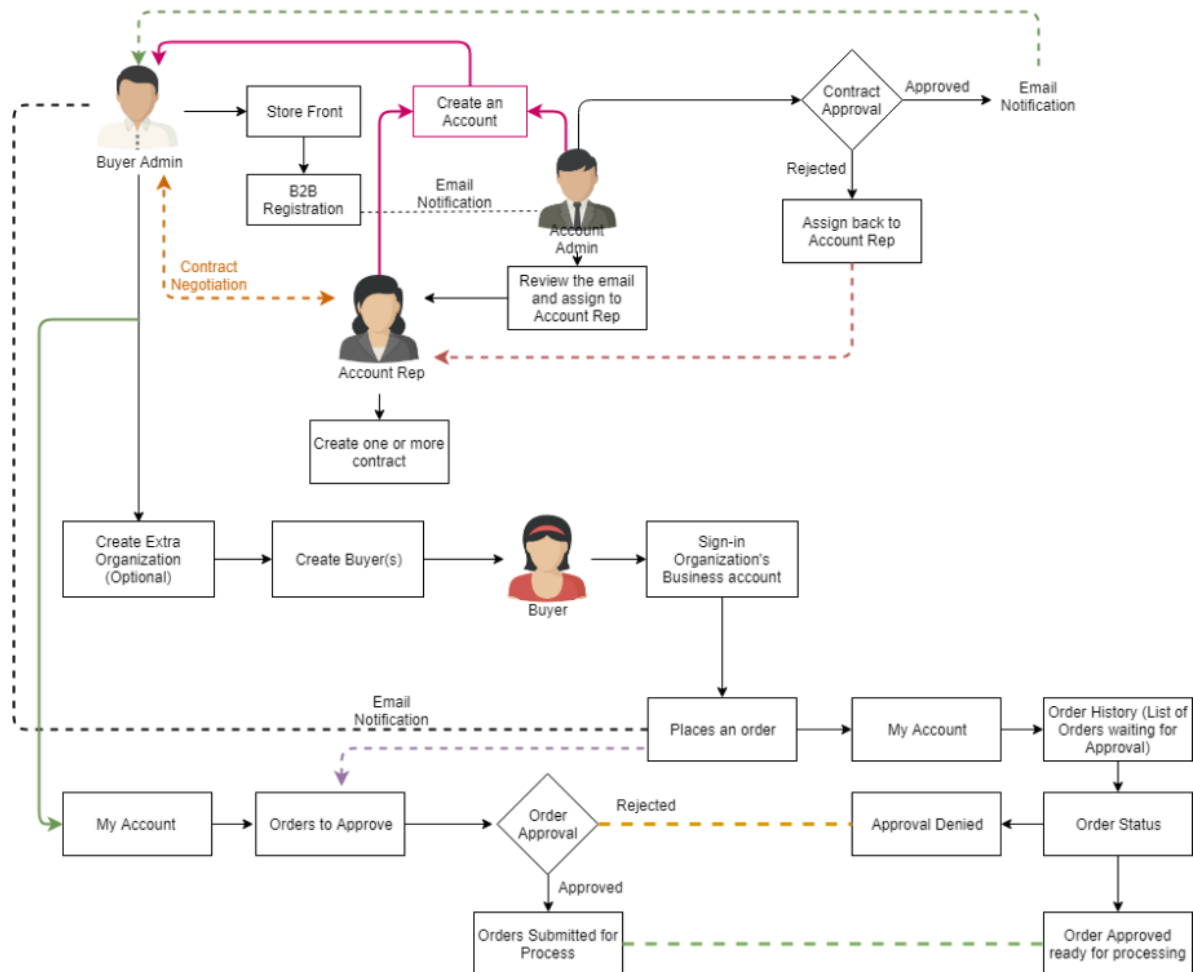 Buyer Admin
Store Front
B2B
Registration
Create an
Account
Email
Notification
Account
Admin
Contract
Approval
Approved
Email
Notification
Rejected
Assign back to
Account Rep
Review the email
and assign to
Account Rep
Contract
Negotiation
Account Rep
Create one or more
contract
Create Extra
Organization
(Optional)
Create Buyer(s)
Buyer
Sign-in
Organization's
Business account
Email
Notification
Places an order
My Account
Order History (List of
Orders waiting for
Approval)
My Account
Orders to Approve
Order
Approval
Rejected
Approval Denied
Order Status
Approved
Orders Submitted for
Process
Order Approved
ready for processing